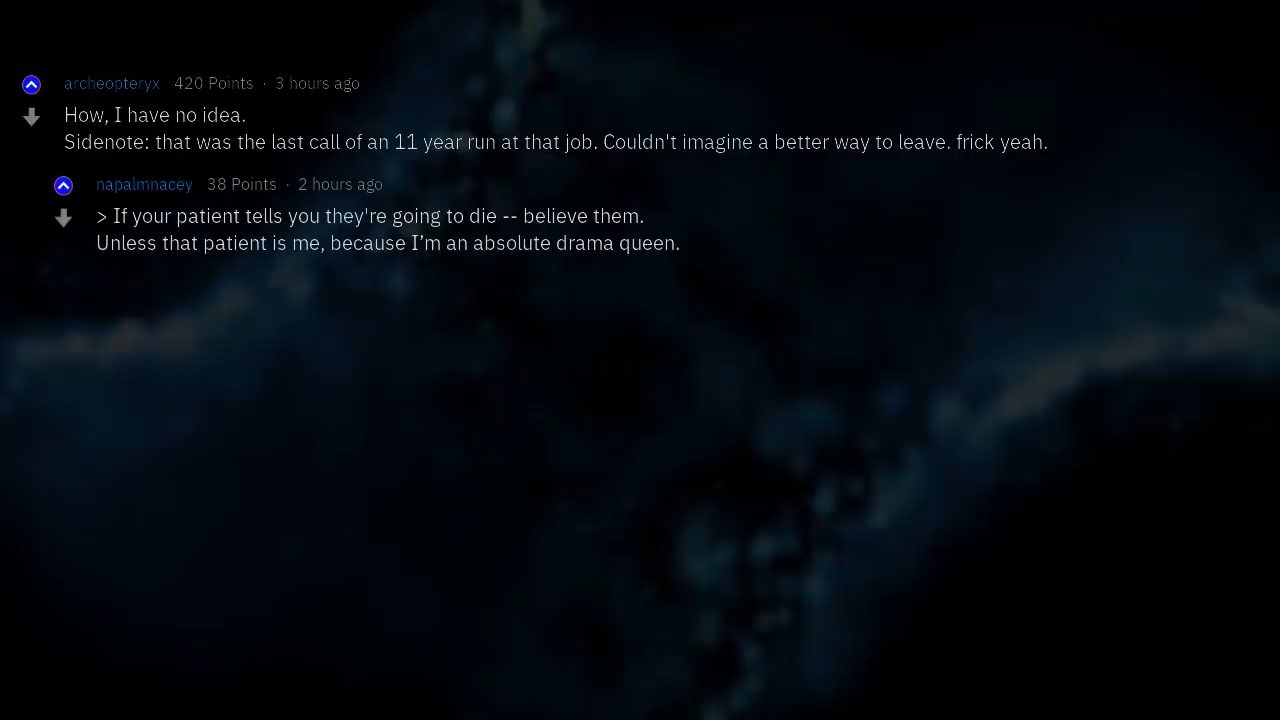 archeopteryx 420 Points · 3 hours ago
How, I have no idea.
Sidenote: that was the last call of an 11 year run at that job. Couldn't imagine a better way to leave. frick yeah.
napalmnacey 38 Points · 2 hours ago
> If your patient tells you they're going to die -- believe them.
Unless that patient is me, because I’m an absolute drama queen.